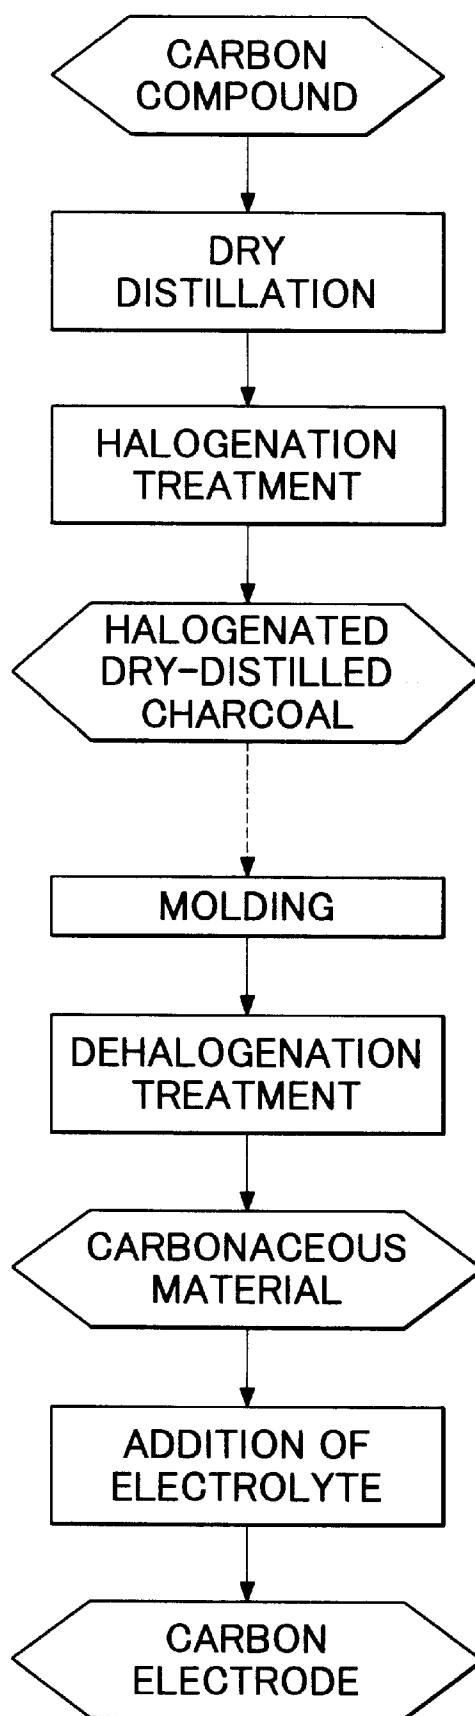 CARBON
COMPOUND
DRY
DISTILLATION
HALOGENATION
TREATMENT
HALOGENATED
DRY-DISTILLED
CHARCOAL
MOLDING
DEHALOGENATION
TREATMENT
CARBONACEOUS
MATERIAL
ADDITION OF
ELECTROLYTE
CARBON
ELECTRODE